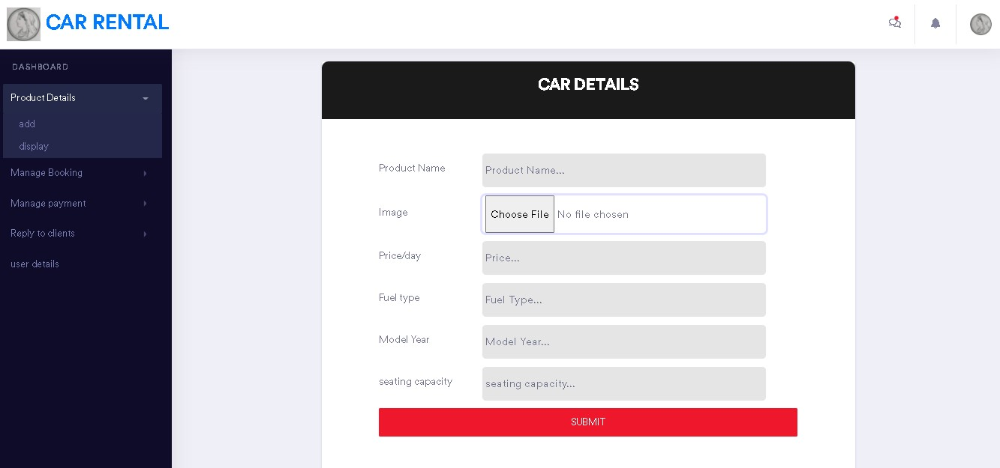 CAR RENTAL
DASHBOARD
Product Details
add
display
Manage Booking
Manage payment
Reply to clients
user details
CAR DETAILS
Product Name Product Name...
Image Choose File No file chosen
Price/day Price...
Fuel type Fuel Type...
Model Year Model Year...
seating capacity seating capacity...
SUBMIT